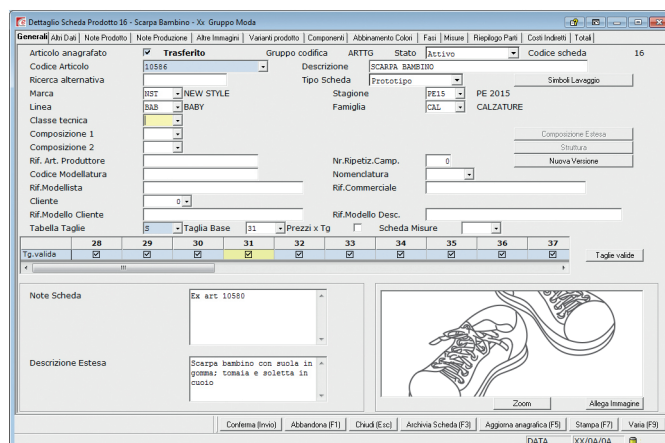 Dettaglio Scheda Prodotto 16 - Scarpa Bambino - Xx Gruppo Moda
Generali Altri Dati Note Prodotto Note Produzione Altre Immagini Varianti prodotto Componenti Abbinamento Colori Fasi Misure Riepilogo Parti Costi Indiretti Totali
Articolo anagrafato Trasferito Gruppo codifica ARTTG Stato Attivo Codice scheda 16
Codice Articolo 10586 Descrizione SCARPA BAMBINO
Ricerca alternativa Tipo Scheda Prototipo Simboli Lavaggio
Marca NST NEW STYLE Stagione PE15 PE 2015
Linea BAB BABY Famiglia CAL CALZATURE
Classe tecnica
Composizione 1 Composizione Estesa
Composizione 2 Struttura
Rif. Art. Produttore Nr.Ripetiz.Camp. 0 Nuova Versione
Codice Modellatura Nomenclatura
Rif.Modellista Rif.Commerciale
Cliente 0
Rif.Modello Cliente Rif.Modello Desc.
Tabella Taglie S Taglia Base 31 Prezzi x Tg Scheda Misure
28 29 30 31 32 33 34 35 36 37
Tg.valida Taglie valide
Note Scheda Ex art 10580
Descrizione Estesa Scarpa bambino con suola in
gomma; tomaia e soletta in
cuoio
Zoom Allega Immagine
Conferma (Invio) Abbandona (F1) Chiudi (Esc) Archivia Scheda (F3) Aggiorna anagrafica (F5) Stampa (F7) Varia (F9)
DATA XX/0A/0A